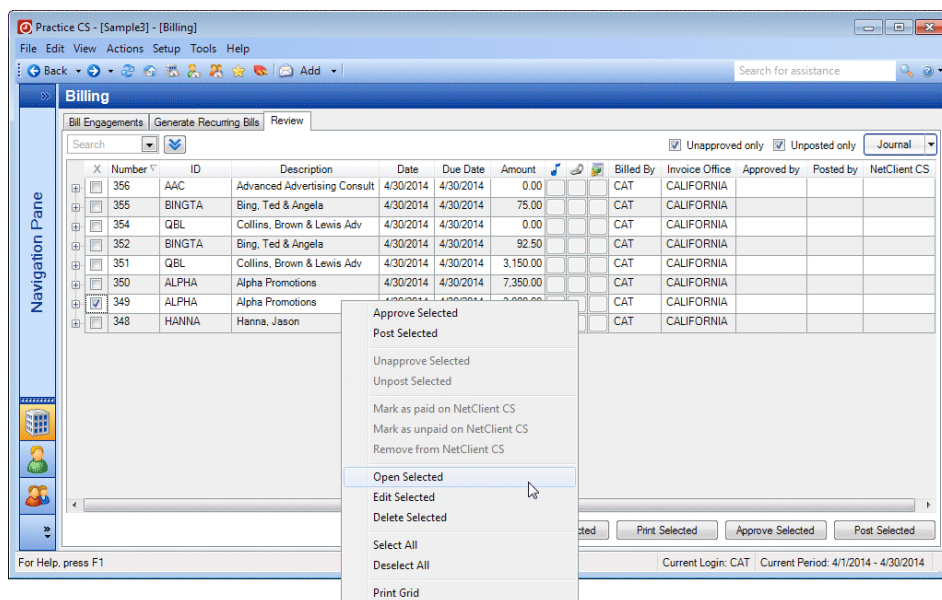 Practice CS - [Sample3] - [Billing]
File Edit View Actions Setup Tools Help
Back Add Search for assistance
Billing
Navigation Pane
Bill Engagements Generate Recurring Bills Review
Search Unapproved only Unposted only Journal
X Number ID Description Date Due Date Amount Billed By Invoice Office Approved by Posted by NetClient CS
356 AAC Advanced Advertising Consult 4/30/2014 4/30/2014 0.00 CAT CALIFORNIA
355 BINGTA Bing, Ted & Angela 4/30/2014 4/30/2014 75.00 CAT CALIFORNIA
354 QBL Collins, Brown & Lewis Adv 4/30/2014 4/30/2014 0.00 CAT CALIFORNIA
352 BINGTA Bing, Ted & Angela 4/30/2014 4/30/2014 92.50 CAT CALIFORNIA
351 QBL Collins, Brown & Lewis Adv 4/30/2014 4/30/2014 3,150.00 CAT CALIFORNIA
350 ALPHA Alpha Promotions 4/30/2014 4/30/2014 7,350.00 CAT CALIFORNIA
349 ALPHA Alpha Promotions CAT CALIFORNIA
348 HANNA Hanna, Jason CAT CALIFORNIA
Approve Selected
Post Selected
Unapprove Selected
Unpost Selected
Mark as paid on NetClient CS
Mark as unpaid on NetClient CS
Remove from NetClient CS
Open Selected
Edit Selected
Delete Selected
Select All
Deselect All
Print Grid
Print Selected Approve Selected Post Selected
For Help, press F1 Current Login: CAT Current Period: 4/1/2014 - 4/30/2014